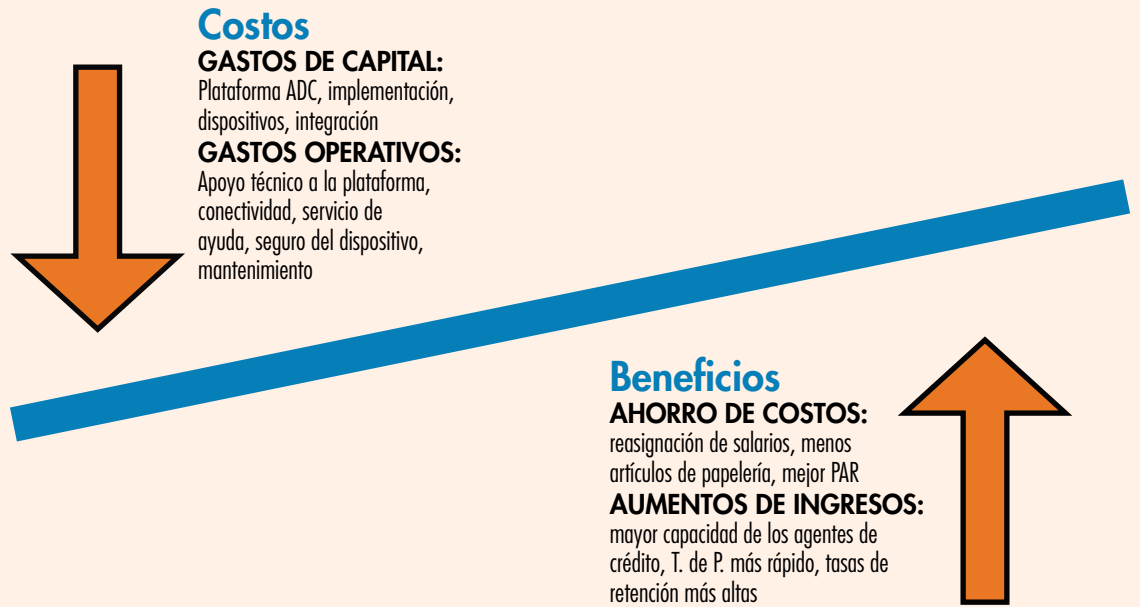 Costos
GASTOS DE CAPITAL:
Plataforma ADC, implementación,
dispositivos, integración
GASTOS OPERATIVOS:
Apoyo técnico a la plataforma,
conectividad, servicio de
ayuda, seguro del dispositivo,
mantenimiento
Beneficios
AHORRO DE COSTOS:
reasignación de salarios, menos
artículos de papelería, mejor PAR
AUMENTOS DE INGRESOS:
mayor capacidad de los agentes de
crédito, T. de P. más rápido, tasas de
retención más altas